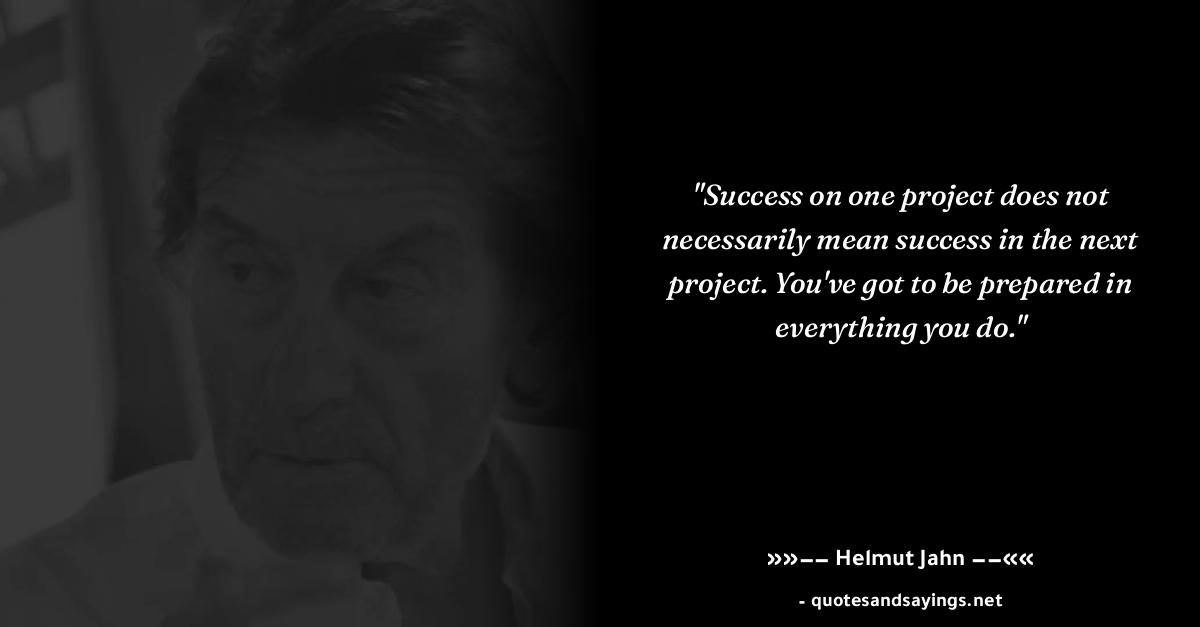 "Success on one project does not
necessarily mean success in the next
project. You've got to be prepared in
everything you do."
»»−− Helmut Jahn −−««
- quotesandsayings.net